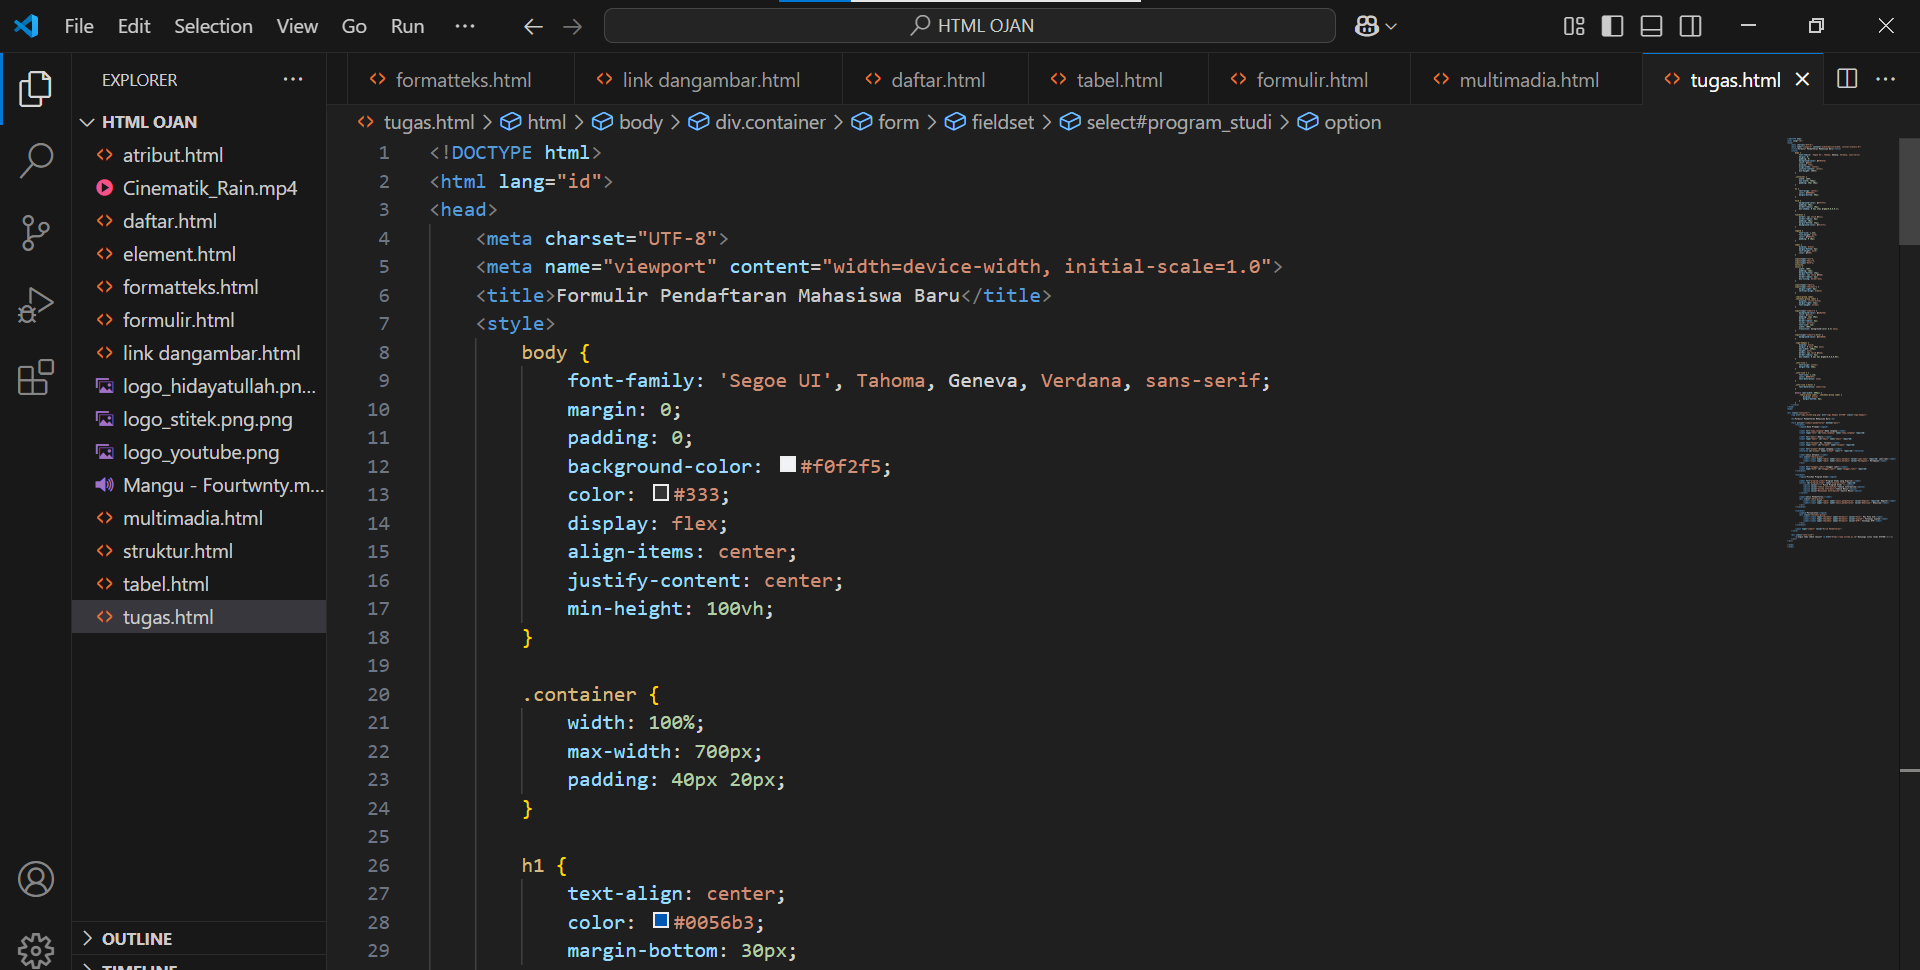 File Edit Selection View Go Run ··· HTML OJAN
EXPLORER ···
HTML OJAN
atribut.html
Cinematik_Rain.mp4
daftar.html
element.html
formatteks.html
formulir.html
link dangambar.html
logo_hidayatullah.pn...
logo_stitek.png.png
logo_youtube.png
Mangu - Fourtwnty.m...
multimadia.html
struktur.html
tabel.html
tugas.html
OUTLINE
TIMELINE
formatteks.html link dangambar.html daftar.html tabel.html formulir.html multimadia.html tugas.html
tugas.html > html > body > div.container > form > fieldset > select#program_studi > option
1 <!DOCTYPE html>
2 <html lang="id">
3 <head>
4     <meta charset="UTF-8">
5     <meta name="viewport" content="width=device-width, initial-scale=1.0">
6     <title>Formulir Pendaftaran Mahasiswa Baru</title>
7     <style>
8         body {
9             font-family: 'Segoe UI', Tahoma, Geneva, Verdana, sans-serif;
10             margin: 0;
11             padding: 0;
12             background-color: #f0f2f5;
13             color: #333;
14             display: flex;
15             align-items: center;
16             justify-content: center;
17             min-height: 100vh;
18         }
19
20         .container {
21             width: 100%;
22             max-width: 700px;
23             padding: 40px 20px;
24         }
25
26         h1 {
27             text-align: center;
28             color: #0056b3;
29             margin-bottom: 30px;